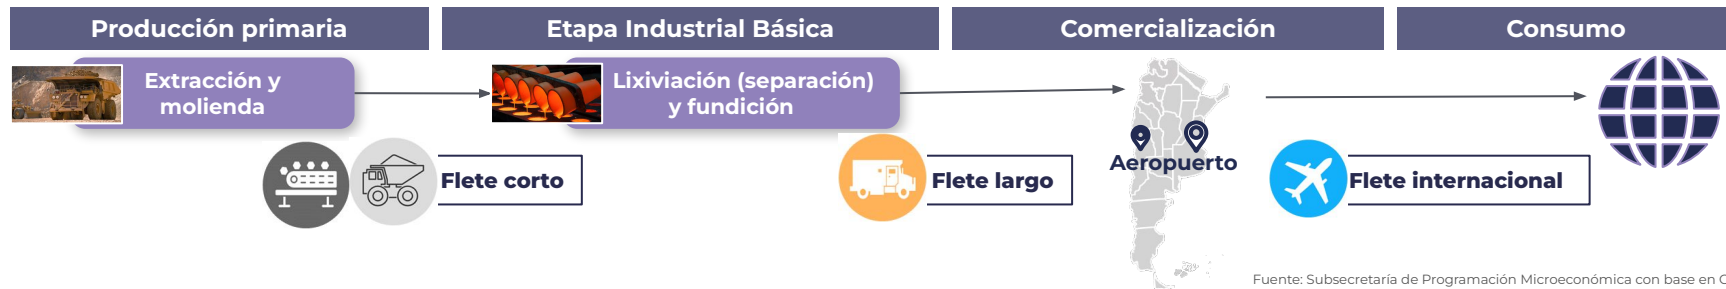 Producción primaria
Etapa Industrial Básica
Comercialización
Consumo
Extracción y
molienda
Lixiviación (separación)
y fundición
Aeropuerto
Flete corto
Flete largo
Flete internacional
Fuente: Subsecretaría de Programación Microeconómica con base en